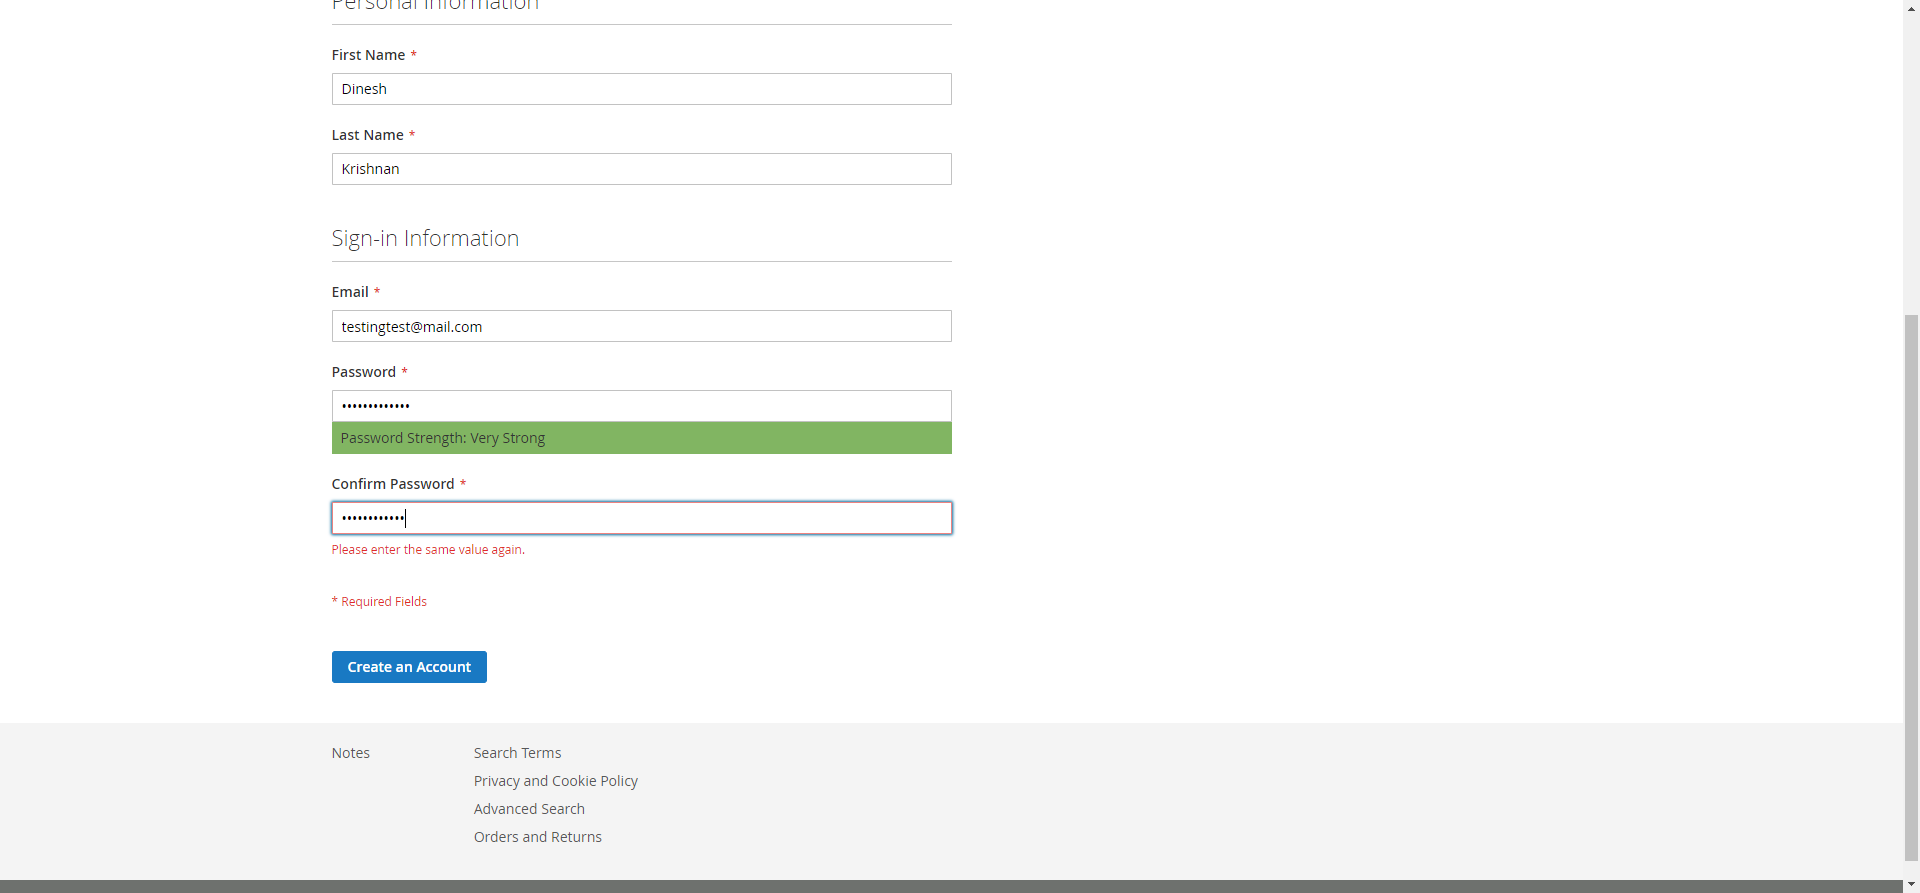 Personal Information
First Name *
Dinesh
Last Name *
Krishnan
Sign-in Information
Email *
testingtest@mail.com
Password *
•••••••••••••
Password Strength: Very Strong
Confirm Password *
••••••••••••
Please enter the same value again.
* Required Fields
Create an Account
Notes
Search Terms
Privacy and Cookie Policy
Advanced Search
Orders and Returns